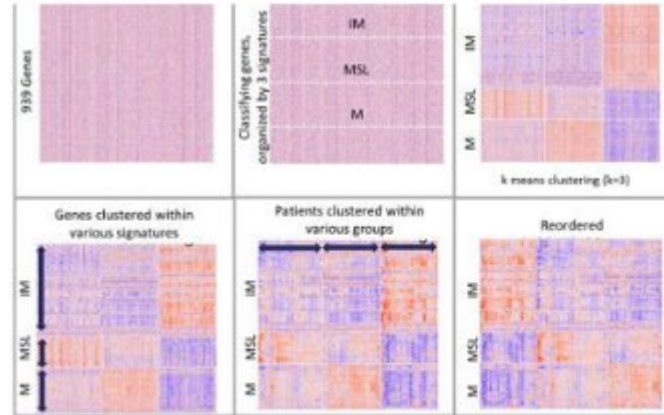 939 Genes
Classifying genes,
organized by 3 signatures
IM
MSL
M
IM
MSL
M
k means clustering (k=3)
Genes clustered within
various signatures
IM
MSL
M
Patients clustered within
various groups
IM
MSL
M
Reordered
IM
MSL
M